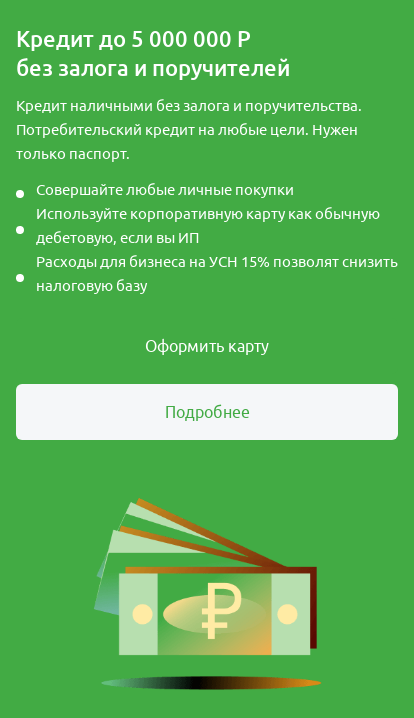 Кредит до 5 000 000 Р
без залога и поручителей
Кредит наличными без залога и поручительства.
Потребительский кредит на любые цели. Нужен
только паспорт.
Совершайте любые личные покупки
Используйте корпоративную карту как обычную
дебетовую, если вы ИП
Расходы для бизнеса на УСН 15% позволят снизить
налоговую базу
Оформить карту
Подробнее
₽